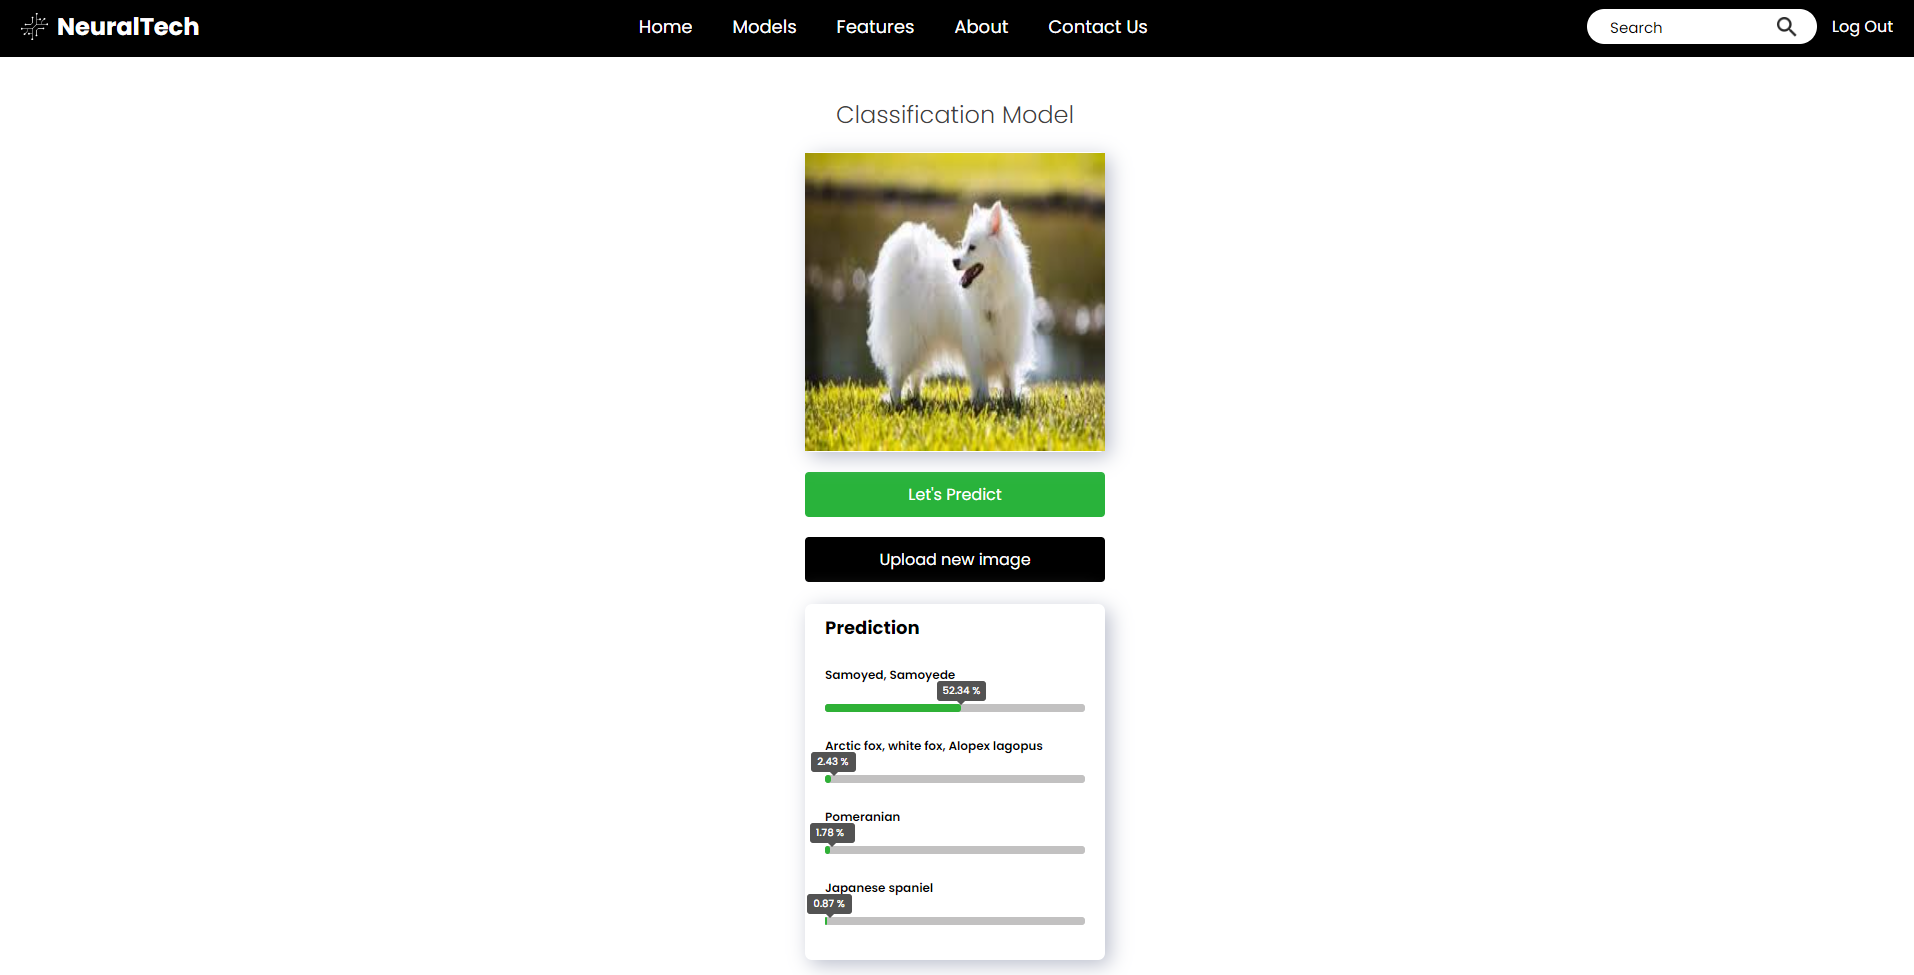 NeuralTech
Home Models Features About Contact Us
Search
Log Out
Classification Model
Let's Predict
Upload new image
Prediction
Samoyed, Samoyede
52.34 %
Arctic fox, white fox, Alopex lagopus
2.43 %
Pomeranian
1.78 %
Japanese spaniel
0.87 %